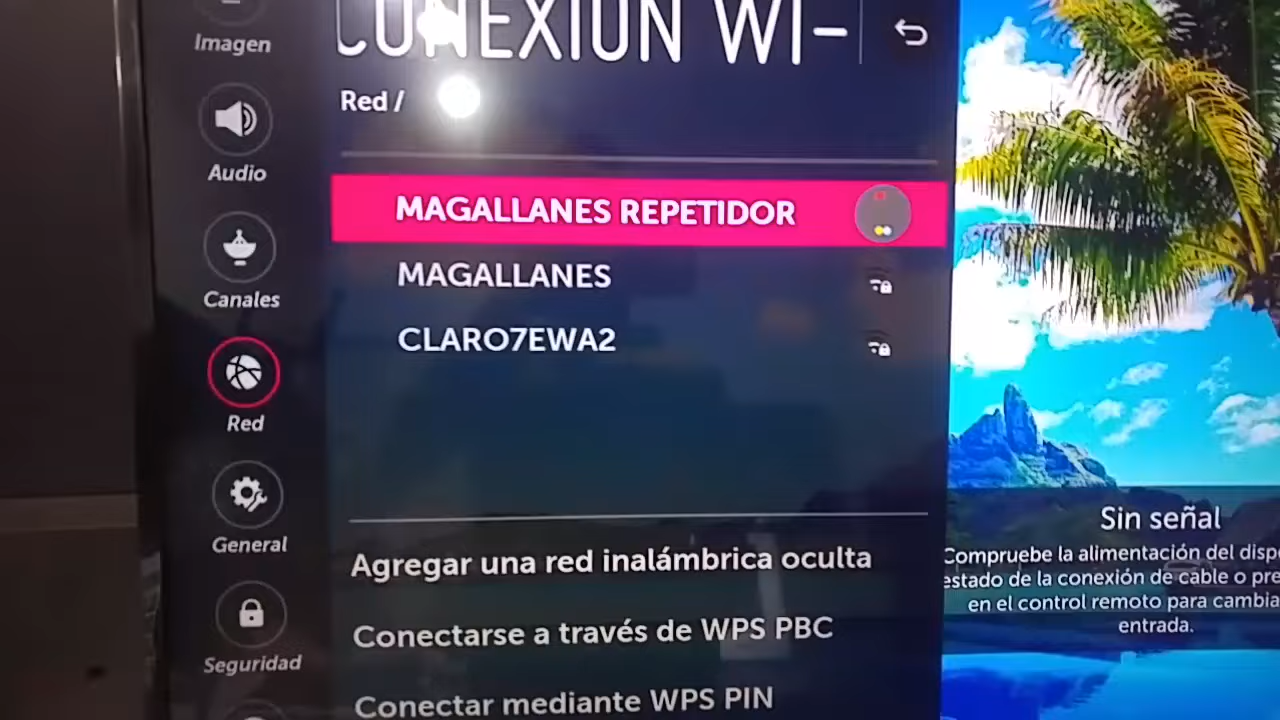 Imagen
Audio
Canales
Red
General
Seguridad
CONEXIÓN WI-
Red /
MAGALLANES REPETIDOR
MAGALLANES
CLARO7EWA2
Agregar una red inalámbrica oculta
Conectarse a través de WPS PBC
Conectar mediante WPS PIN
Sin señal
Compruebe la alimentación del disp
estado de la conexión de cable o pre
en el control remoto para cambia
entrada.